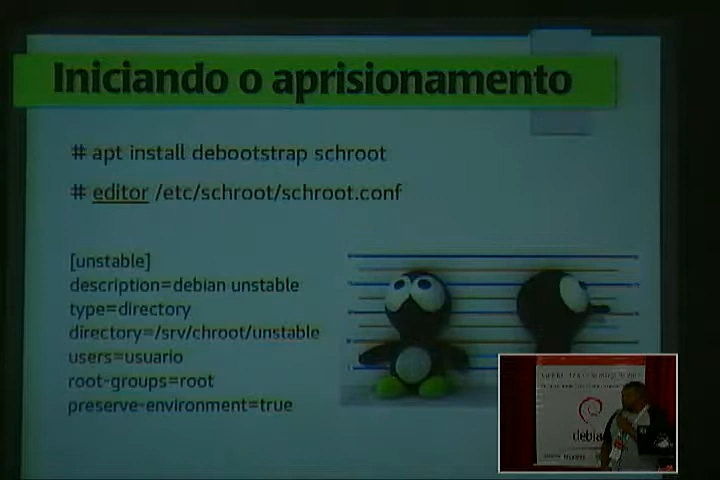 Iniciando o aprisionamento
# apt install debootstrap schroot
# editor /etc/schroot/schroot.conf
[unstable]
description=debian unstable
type=directory
directory=/srv/chroot/unstable
users=usuario
root-groups=root
preserve-environment=true
debia